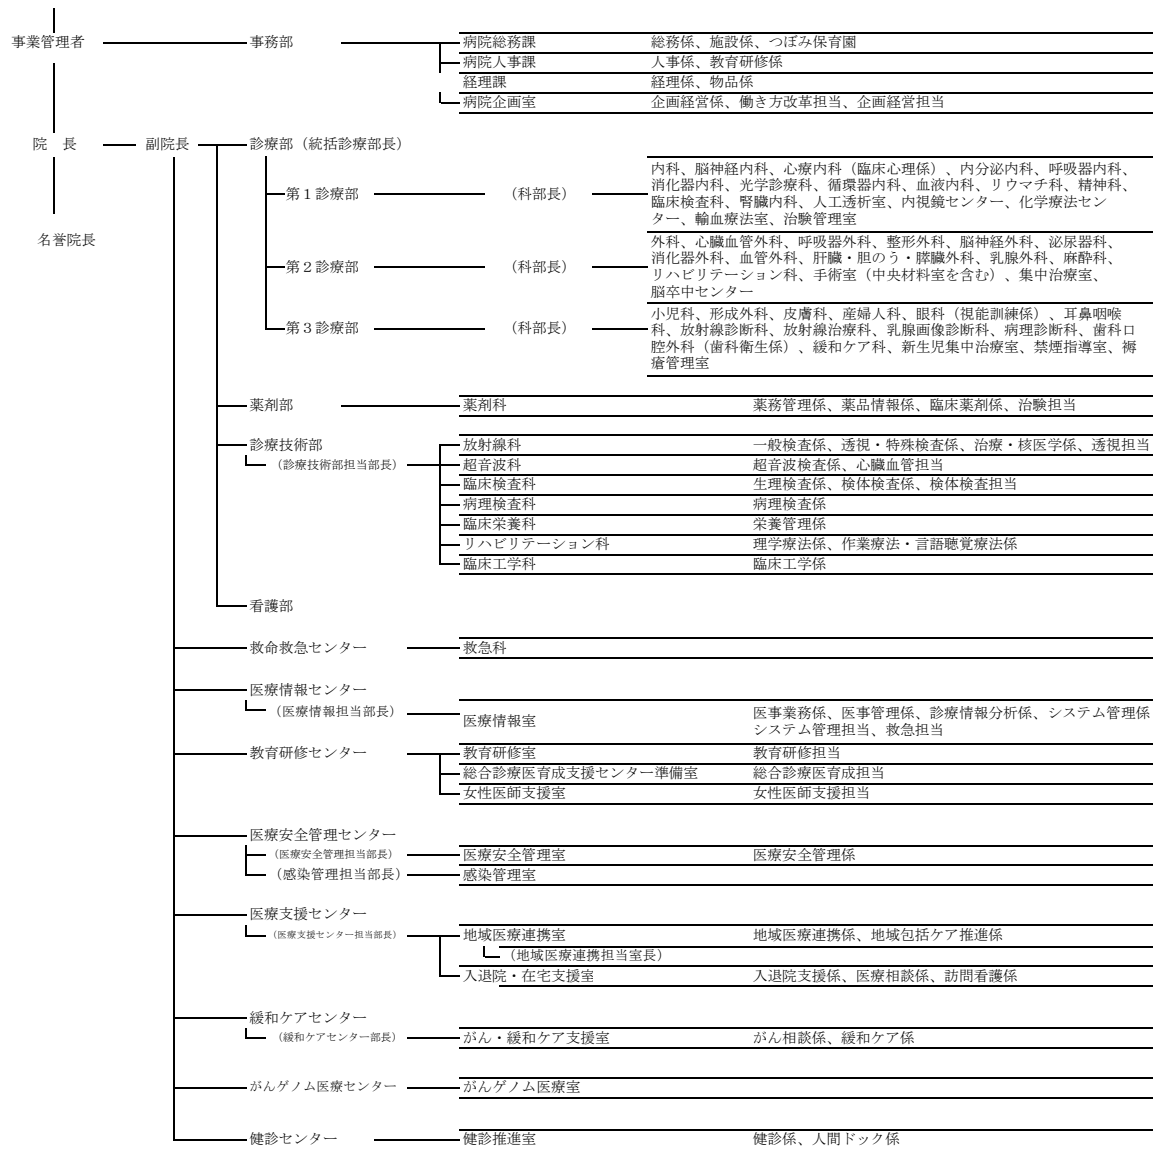 事業管理者　事務部　病院総務課　総務係、施設係、つぼみ保育園
病院人事課　人事係、教育研修係
経理課　経理係、物品係
病院企画室　企画経営係、働き方改革担当、企画経営担当
院　長　副院長　診療部（統括診療部長）
第１診療部　（科部長）
内科、脳神経内科、心療内科（臨床心理係）、内分泌内科、呼吸器内科、
消化器内科、光学診療科、循環器内科、血液内科、リウマチ科、精神科、
臨床検査科、腎臓内科、人工透析室、内視鏡センター、化学療法セン
ター、輸血療法室、治験管理室
名誉院長
第２診療部　（科部長）
外科、心臓血管外科、呼吸器外科、整形外科、脳神経外科、泌尿器科、
消化器外科、血管外科、肝臓・胆のう・膵臓外科、乳腺外科、麻酔科、
リハビリテーション科、手術室（中央材料室を含む）、集中治療室、
脳卒中センター
第３診療部　（科部長）
小児科、形成外科、皮膚科、産婦人科、眼科（視能訓練係）、耳鼻咽喉
科、放射線診断科、放射線治療科、乳腺画像診断科、病理診断科、歯科口
腔外科（歯科衛生係）、緩和ケア科、新生児集中治療室、禁煙指導室、褥
瘡管理室
薬剤部　薬剤科　薬務管理係、薬品情報係、臨床薬剤係、治験担当
診療技術部　放射線科　一般検査係、透視・特殊検査係、治療・核医学係、透視担当
（診療技術部担当部長）　超音波科　超音波検査係、心臓血管担当
臨床検査科　生理検査係、検体検査係、検体検査担当
病理検査科　病理検査係
臨床栄養科　栄養管理係
リハビリテーション科　理学療法係、作業療法・言語聴覚療法係
臨床工学科　臨床工学係
看護部
救命救急センター　救急科
医療情報センター
（医療情報担当部長）　医療情報室　医事業務係、医事管理係、診療情報分析係、システム管理係
システム管理担当、救急担当
教育研修センター　教育研修室　教育研修担当
総合診療医育成支援センター準備室　総合診療医育成担当
女性医師支援室　女性医師支援担当
医療安全管理センター
（医療安全管理担当部長）　医療安全管理室　医療安全管理係
（感染管理担当部長）　感染管理室
医療支援センター
（医療支援センター担当部長）　地域医療連携室　地域医療連携係、地域包括ケア推進係
（地域医療連携担当室長）
入退院・在宅支援室　入退院支援係、医療相談係、訪問看護係
緩和ケアセンター
（緩和ケアセンター部長）　がん・緩和ケア支援室　がん相談係、緩和ケア係
がんゲノム医療センター　がんゲノム医療室
健診センター　健診推進室　健診係、人間ドック係